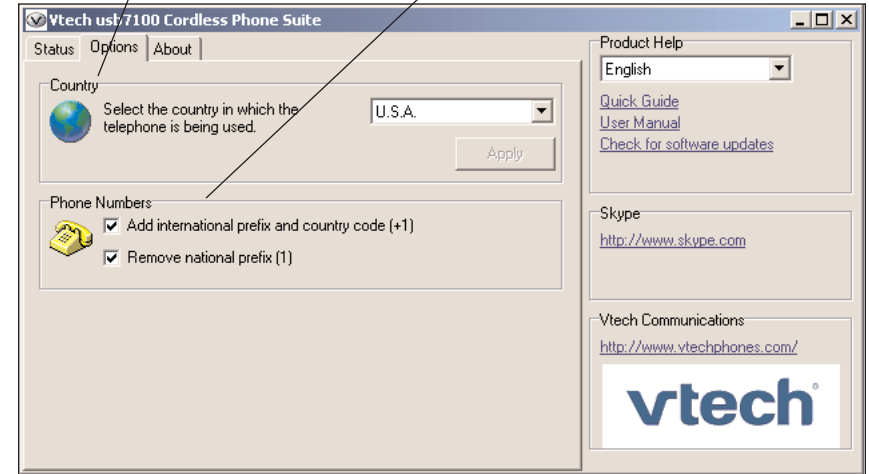 Vtech usb7100 Cordless Phone Suite
Status Options About
Country
Select the country in which the
telephone is being used.
U.S.A.
Apply
Phone Numbers
Add international prefix and country code (+1)
Remove national prefix (1)
Product Help
English
Quick Guide
User Manual
Check for software updates
Skype
http://www.skype.com
Vtech Communications
http://www.vtechphones.com/
vtech